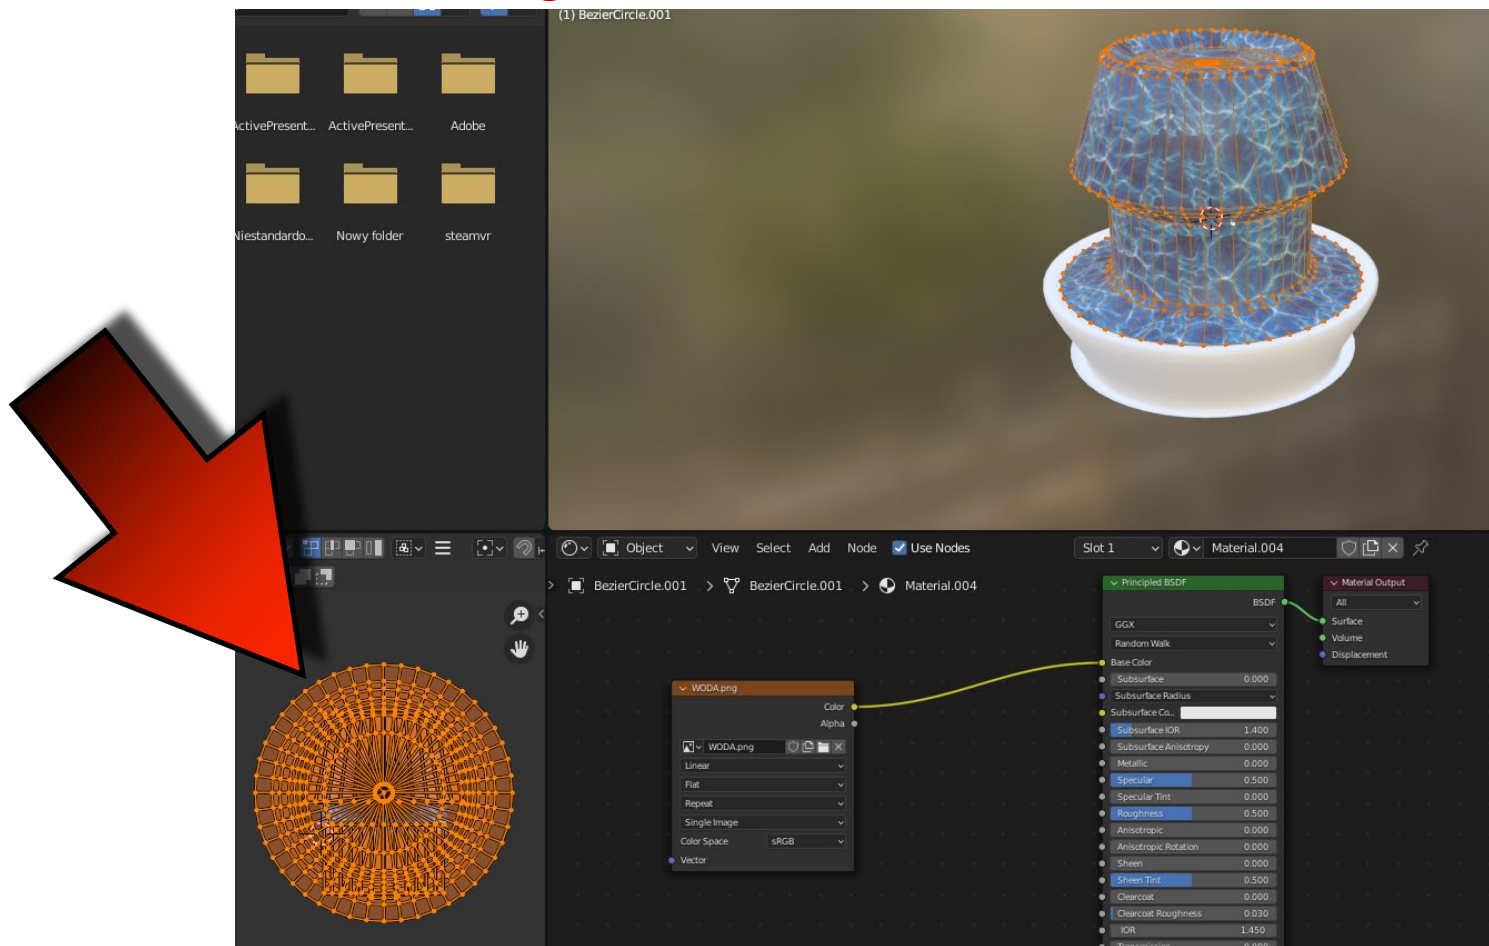 (1) BezierCircle.001
ActivePresent...
ActivePresent...
Adobe
Niestandardo...
Nowy folder
steamvr
Object
View
Select
Add
Node
Use Nodes
Slot 1
Material.004
BezierCircle.001
BezierCircle.001
Material.004
WODA.png
Color
Alpha
WODA.png
Linear
Flat
Repeat
Single Image
Color Space
sRGB
Vector
Principled BSDF
BSDF
GGX
Random Walk
Base Color
Subsurface 0.000
Subsurface Radius
Subsurface Co..
Subsurface IOR 1.400
Subsurface Anisotropy 0.000
Metallic 0.000
Specular 0.500
Specular Tint 0.000
Roughness 0.500
Anisotropic 0.000
Anisotropic Rotation 0.000
Sheen 0.000
Sheen Tint 0.500
Clearcoat 0.000
Clearcoat Roughness 0.030
IOR 1.450
Material Output
All
Surface
Volume
Displacement